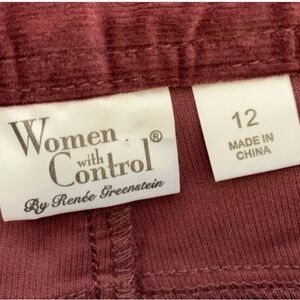 Women
with
Control®
By Renée Greenstein
12
MADE IN
CHINA